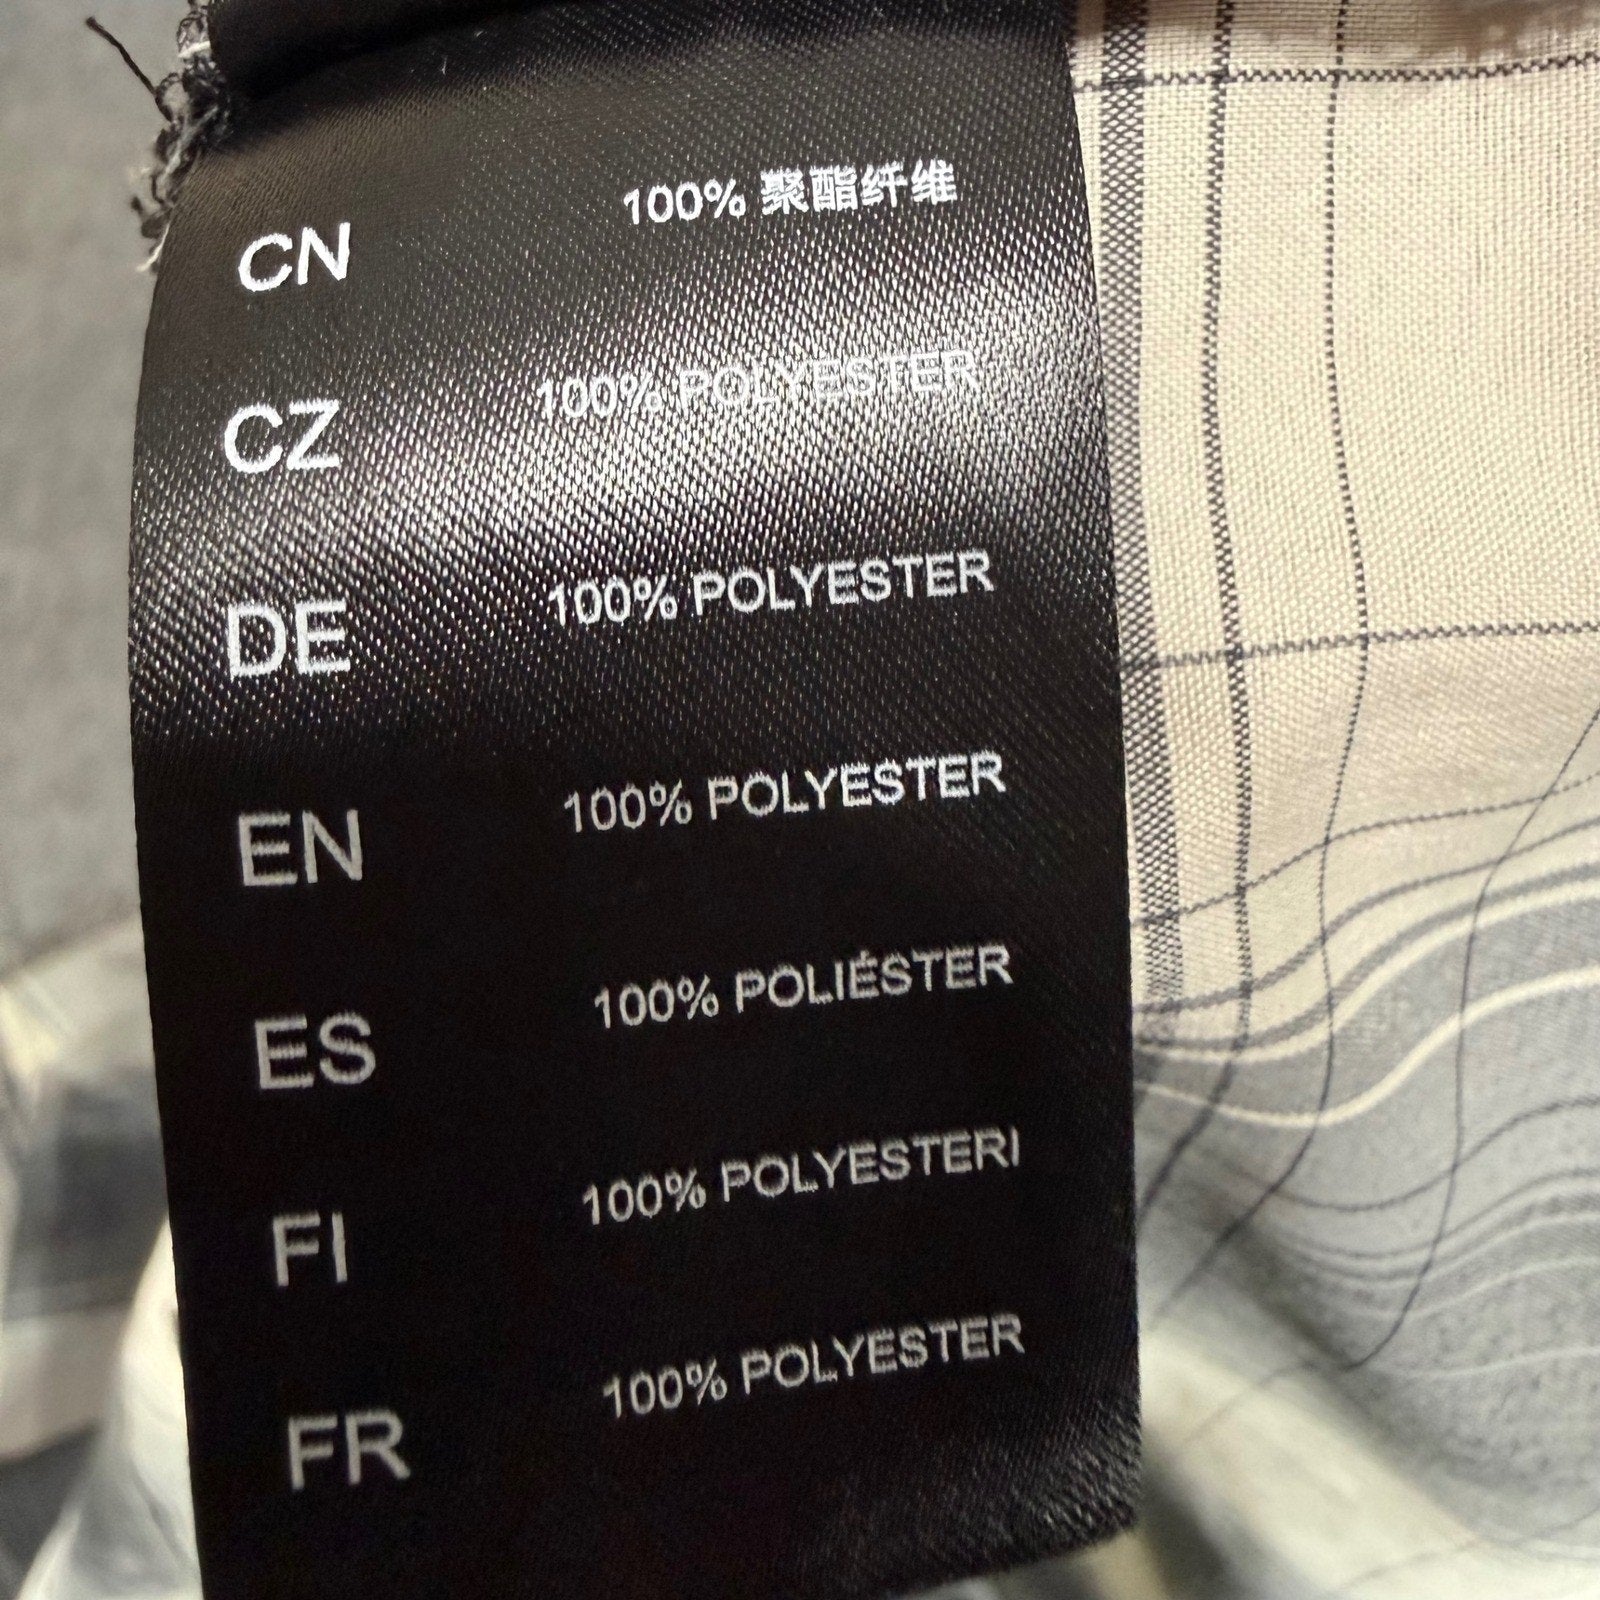 CN 100% 聚酯纤维
CZ 100% POLYESTER
DE 100% POLYESTER
EN 100% POLYESTER
ES 100% POLIÉSTER
FI 100% POLYESTERI
FR 100% POLYESTER